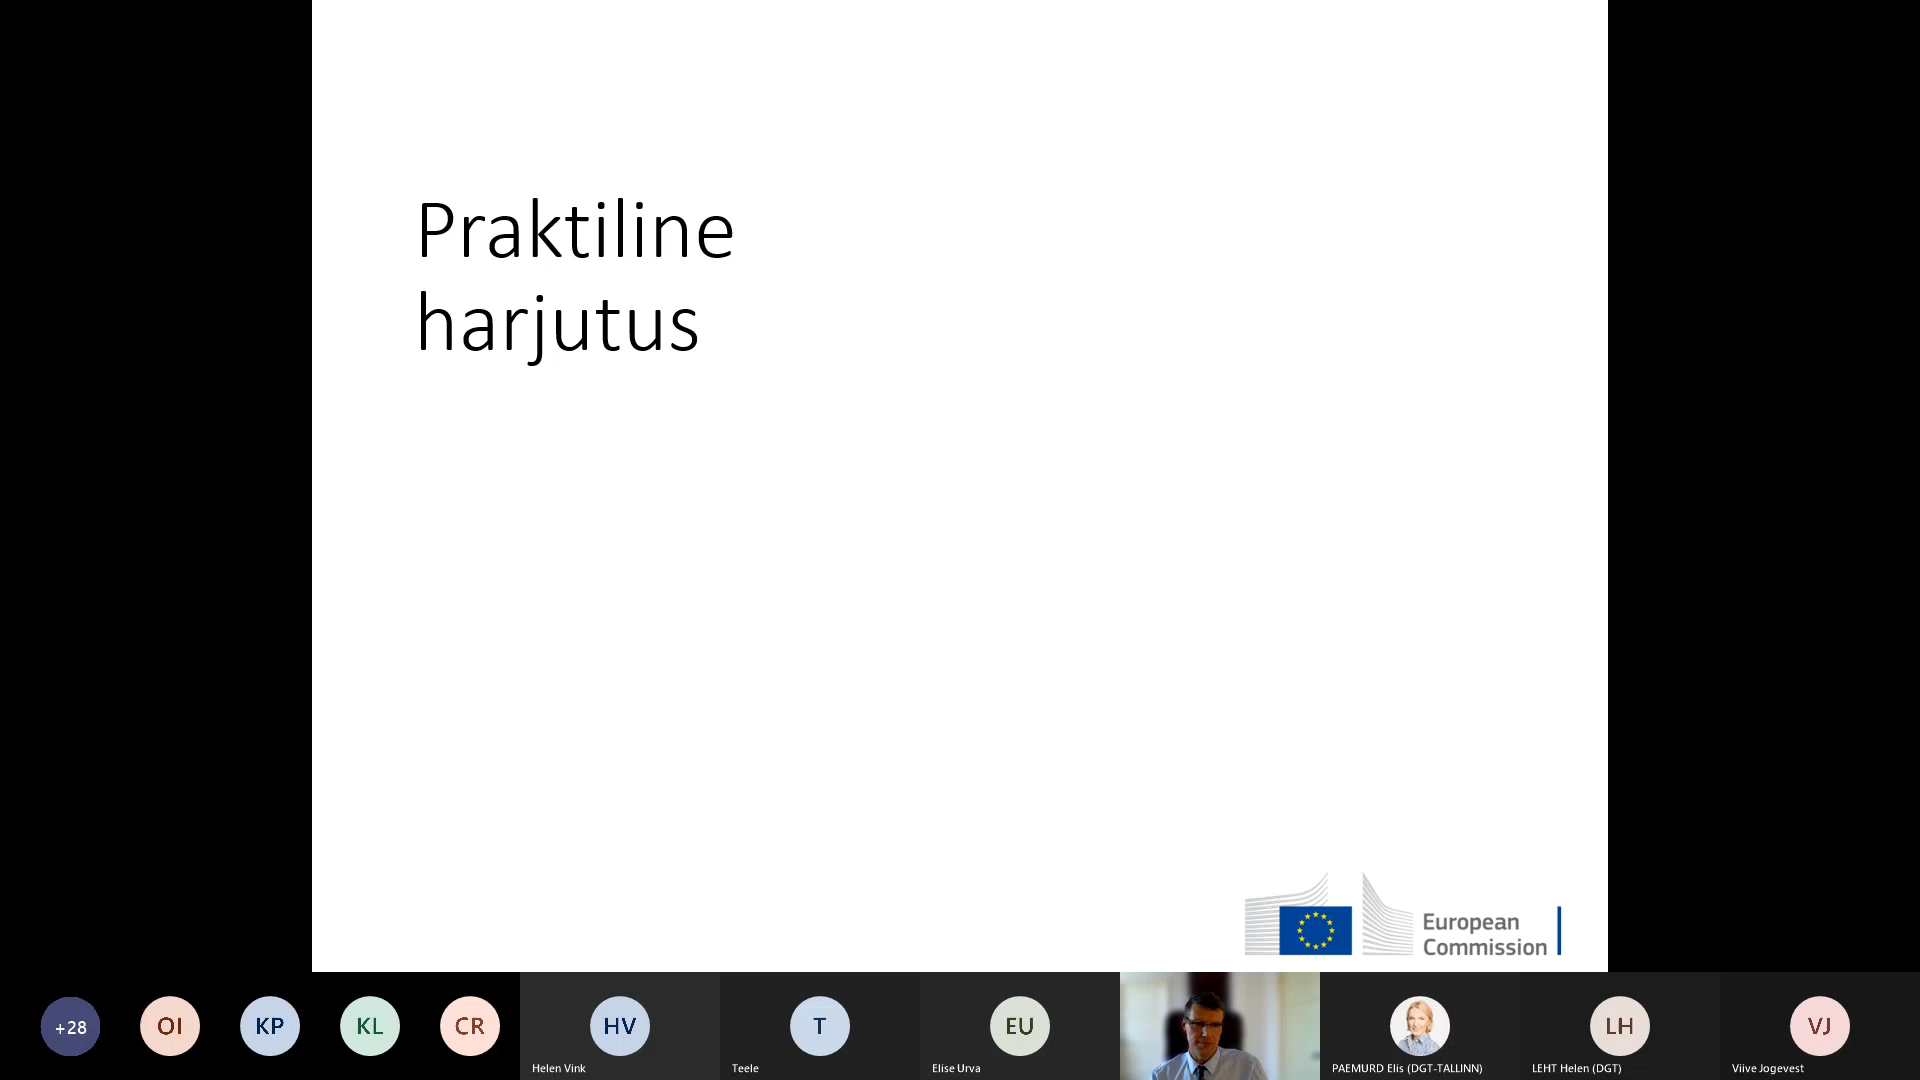 Praktiline
harjutus
European
Commission
+28
OI
KP
KL
CR
HV
Helen Vink
T
Teele
EU
Elise Urva
PAEMURD Elis (DGT-TALLINN)
LH
LEHT Helen (DGT)
VJ
Viive Jogevest